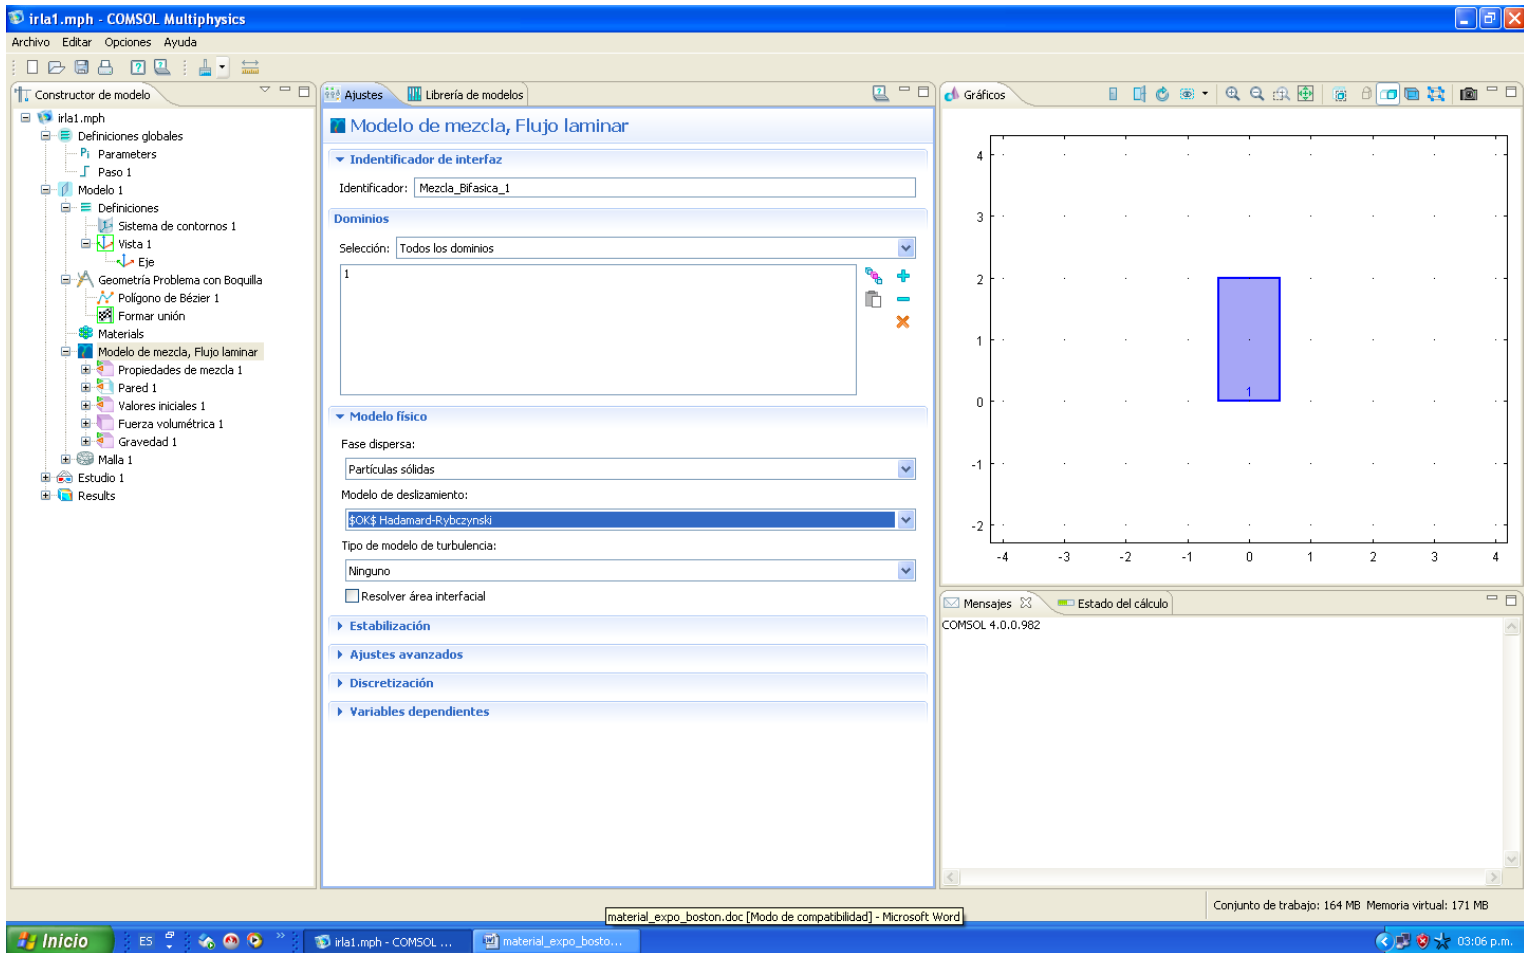 irla1.mph - COMSOL Multiphysics
Archivo Editar Opciones Ayuda
Constructor de modelo
irla1.mph
Definiciones globales
Pi Parameters
Paso 1
Modelo 1
Definiciones
Sistema de contornos 1
Vista 1
Eje
Geometría Problema con Boquilla
Polígono de Bézier 1
Formar unión
Materials
Modelo de mezcla, Flujo laminar
Propiedades de mezcla 1
Pared 1
Valores iniciales 1
Fuerza volumétrica 1
Gravedad 1
Malla 1
Estudio 1
Results
Ajustes Librería de modelos
Modelo de mezcla, Flujo laminar
Indentificador de interfaz
Identificador: Mezcla_Bifasica_1
Dominios
Selección: Todos los dominios
1
Modelo físico
Fase dispersa:
Partículas sólidas
Modelo de deslizamiento:
$OK$ Hadamard-Rybczynski
Tipo de modelo de turbulencia:
Ninguno
Resolver área interfacial
Estabilización
Ajustes avanzados
Discretización
Variables dependientes
Gráficos
4
3
2
1
0
-1
-2
1
-4 -3 -2 -1 0 1 2 3 4
Mensajes Estado del cálculo
COMSOL 4.0.0.982
Conjunto de trabajo: 164 MB Memoria virtual: 171 MB
material_expo_boston.doc [Modo de compatibilidad] - Microsoft Word
Inicio ES irla1.mph - COMSOL ... material_expo_bosto... 03:06 p.m.